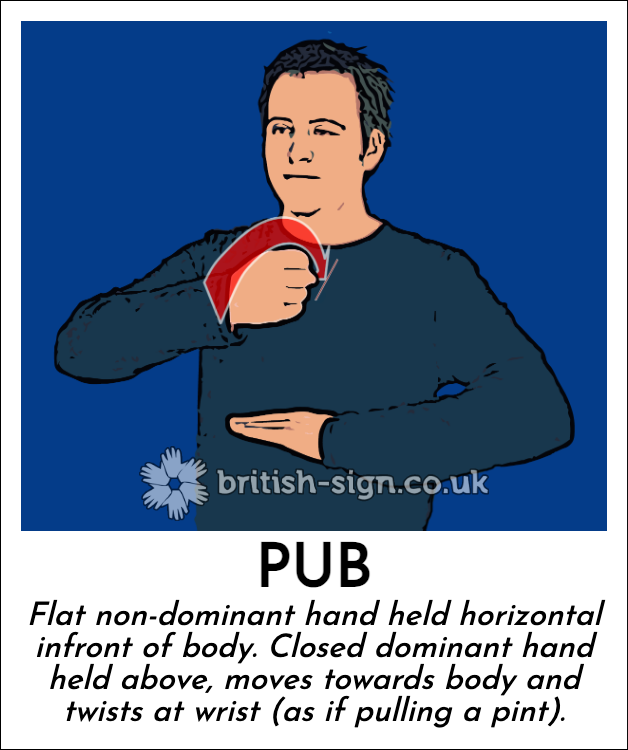 british-sign.co.uk
PUB
Flat non-dominant hand held horizontal
infront of body. Closed dominant hand
held above, moves towards body and
twists at wrist (as if pulling a pint).